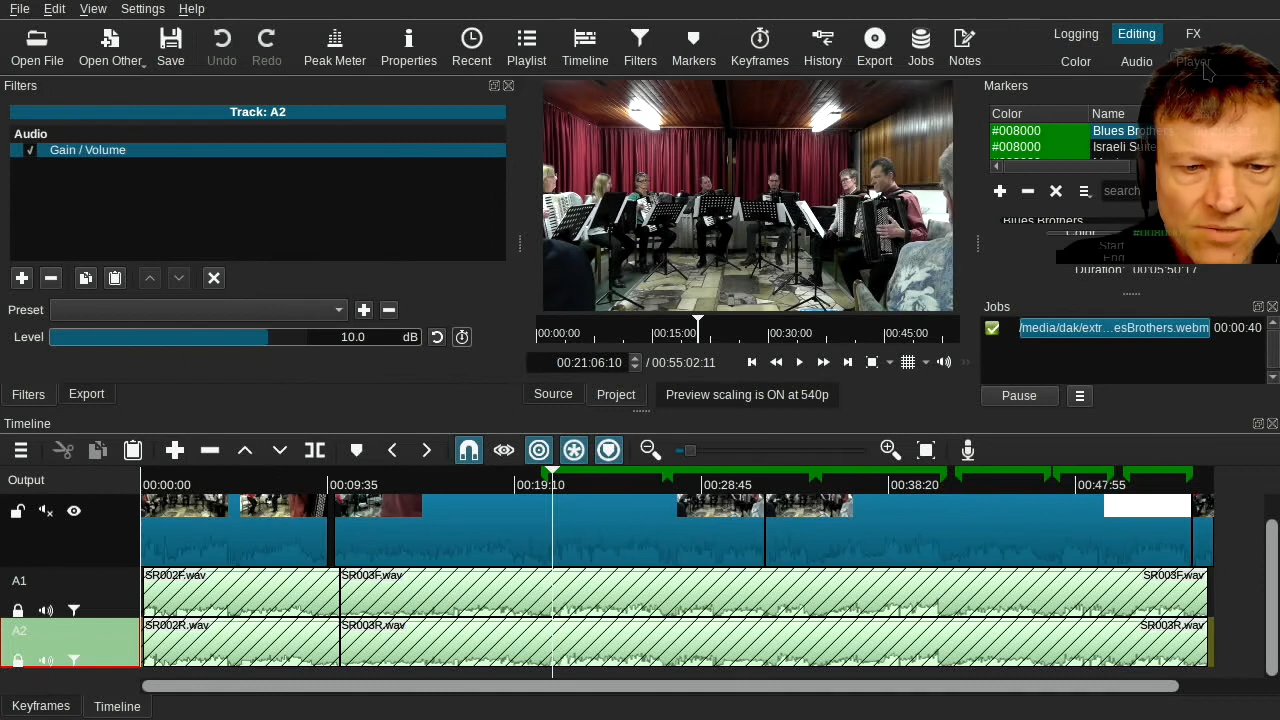 File Edit View Settings Help
Open File Open Other Save Undo Redo Peak Meter Properties Recent Playlist Timeline Filters Markers Keyframes History Export Jobs Notes
Logging Editing FX
Color Audio Player
Filters
Track: A2
Audio
✓ Gain / Volume
Preset
Level 10.0 dB
Filters Export
00:00:00 00:15:00 00:30:00 00:45:00
00:21:06:10 / 00:55:02:11
Source Project Preview scaling is ON at 540p
Markers
Color Name
#008000 Blues Brothers
#008000 Israeli Suite
search
Blues Brothers
Color
Start
End
Duration: 00:05:50:17
Jobs
/media/dak/extr...esBrothers.webm 00:00:40
Pause
Timeline
Output
00:00:00 00:09:35 00:19:10 00:28:45 00:38:20 00:47:55
A1
SR002F.wav SR003F.wav SR003F.wav
A2
SR002R.wav SR003R.wav SR003R.wav
Keyframes Timeline